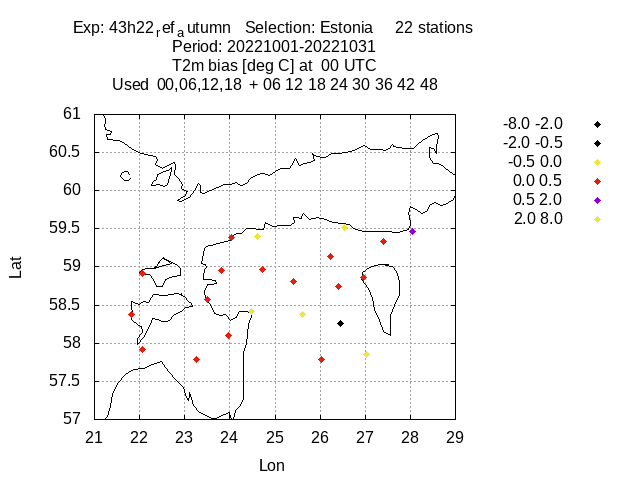 Exp: 43h22refautumn Selection: Estonia 22 stations
Period: 20221001-20221031
T2m bias [deg C] at 00 UTC
Used 00,06,12,18 + 06 12 18 24 30 36 42 48
61
60.5
60
59.5
59
58.5
58
57.5
57
21 22 23 24 25 26 27 28 29
Lat
Lon
-8.0 -2.0
-2.0 -0.5
-0.5 0.0
0.0 0.5
0.5 2.0
2.0 8.0